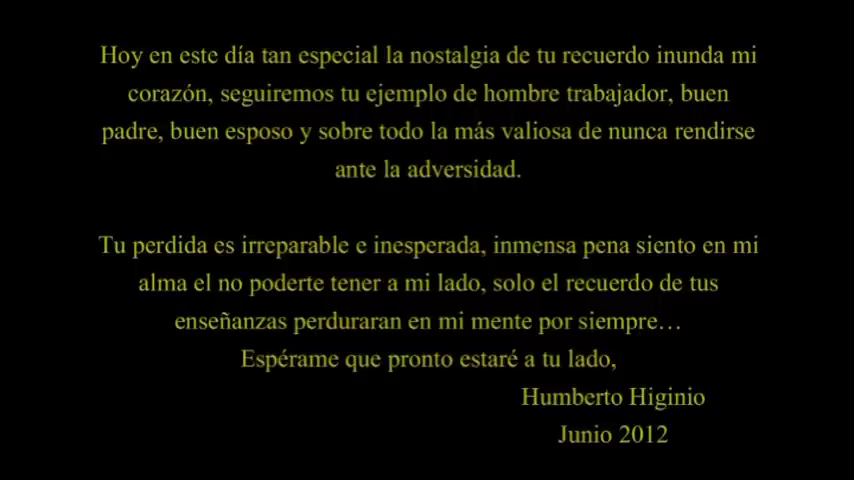 Hoy en este día tan especial la nostalgia de tu recuerdo inunda mi
corazón, seguiremos tu ejemplo de hombre trabajador, buen
padre, buen esposo y sobre todo la más valiosa de nunca rendirse
ante la adversidad.
Tu perdida es irreparable e inesperada, inmensa pena siento en mi
alma el no poderte tener a mi lado, solo el recuerdo de tus
enseñanzas perduraran en mi mente por siempre…
Espérame que pronto estaré a tu lado,
Humberto Higinio
Junio 2012